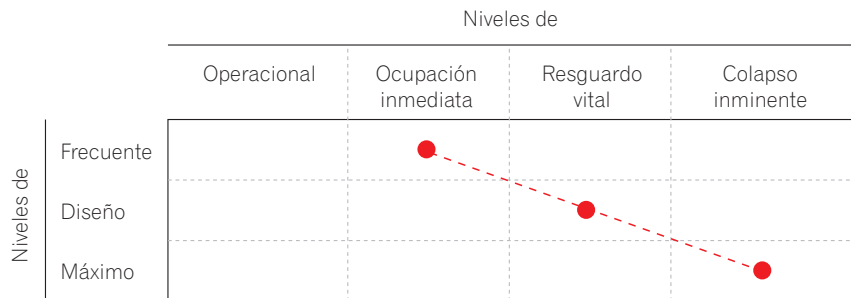 Niveles de
Operacional
Ocupación
inmediata
Resguardo
vital
Colapso
inminente
Niveles de
Frecuente
Diseño
Máximo